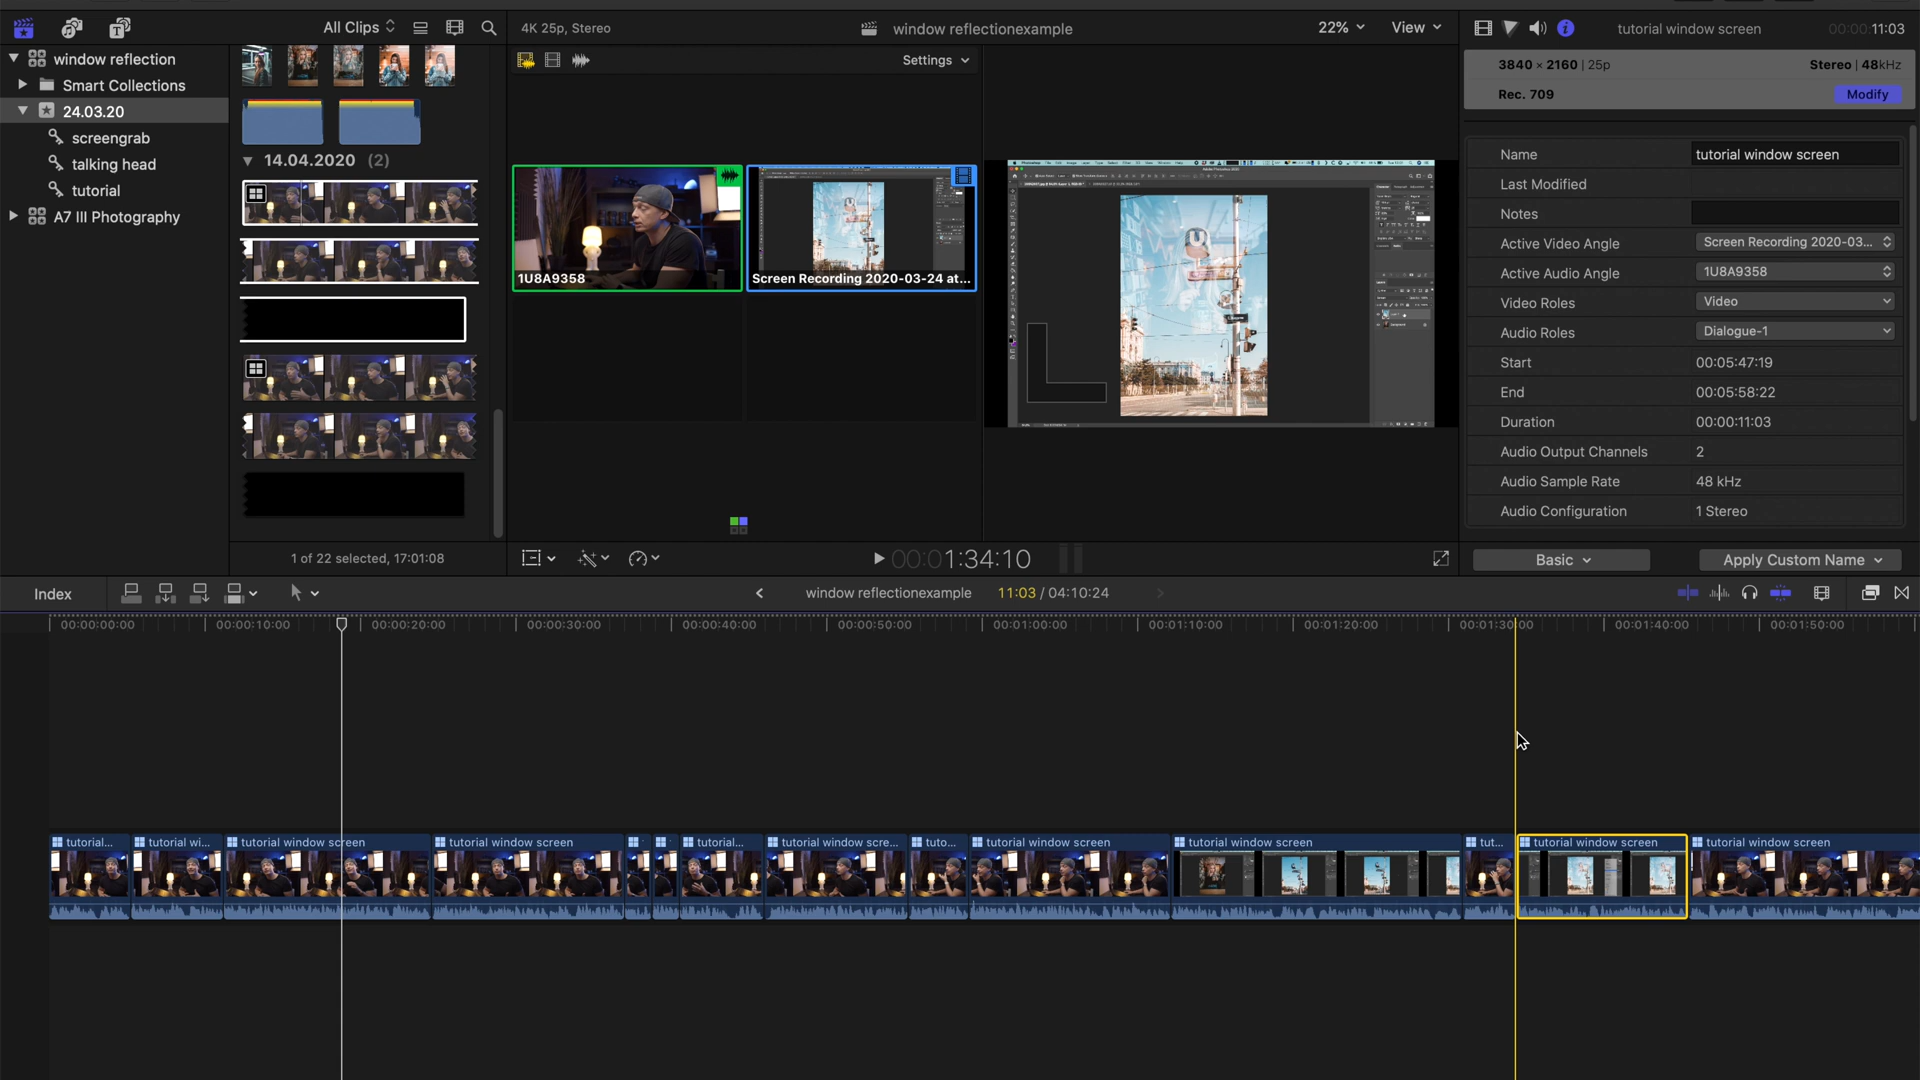 All Clips
4K 25p, Stereo
window reflectionexample
22%
View
tutorial window screen
00:00:11:03
window reflection
Smart Collections
24.03.20
screengrab
talking head
tutorial
A7 III Photography
14.04.2020 (2)
1 of 22 selected, 17:01:08
Settings
1U8A9358
Screen Recording 2020-03-24 at...
3840 × 2160 | 25p
Stereo | 48kHz
Rec. 709
Modify
Name
tutorial window screen
Last Modified
Notes
Active Video Angle
Screen Recording 2020-03...
Active Audio Angle
1U8A9358
Video Roles
Video
Audio Roles
Dialogue-1
Start
00:05:47:19
End
00:05:58:22
Duration
00:00:11:03
Audio Output Channels
2
Audio Sample Rate
48 kHz
Audio Configuration
1 Stereo
00:01:34:10
Basic
Apply Custom Name
Index
window reflectionexample
11:03 / 04:10:24
00:00:00:00
00:00:10:00
00:00:20:00
00:00:30:00
00:00:40:00
00:00:50:00
00:01:00:00
00:01:10:00
00:01:20:00
00:01:30:00
00:01:40:00
00:01:50:00
tutorial...
tutorial wi...
tutorial window screen
tutorial window screen
tutorial...
tutorial window scre...
tuto...
tutorial window screen
tutorial window screen
tut...
tutorial window screen
tutorial window screen